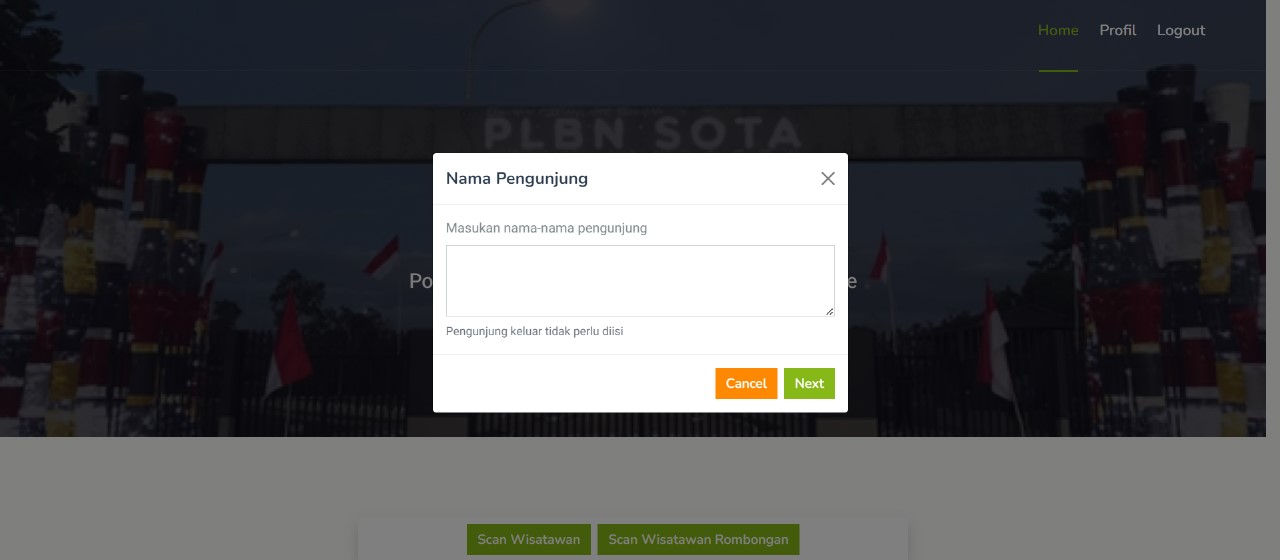 Home Profil Logout
PLBN SOTA
Nama Pengunjung
Masukan nama-nama pengunjung
Po
e
Pengunjung keluar tidak perlu diisi
Cancel Next
Scan Wisatawan Scan Wisatawan Rombongan